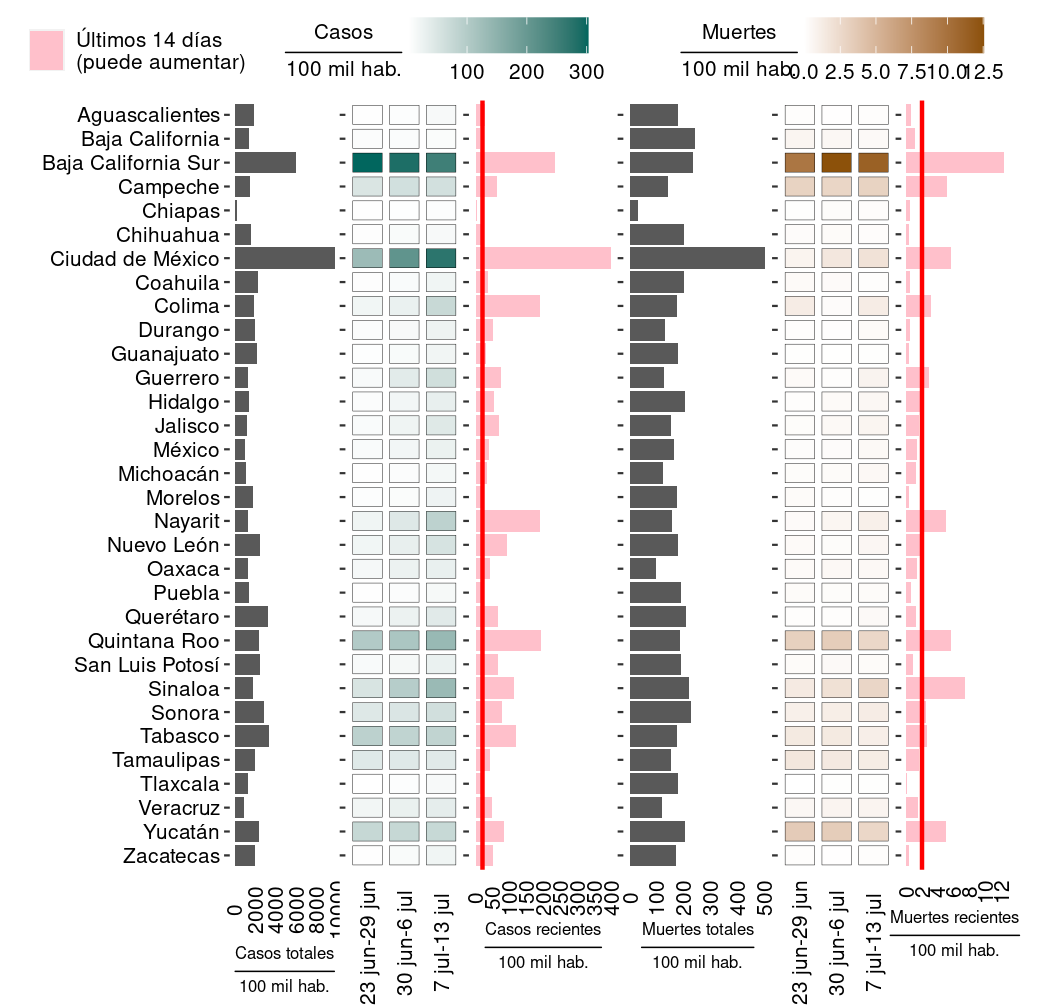 Últimos 14 días
(puede aumentar)
Casos
100 mil hab.
100 200 300
Muertes
100 mil hab.
0.0 2.5 5.0 7.5 10.0 12.5
Aguascalientes
Baja California
Baja California Sur
Campeche
Chiapas
Chihuahua
Ciudad de México
Coahuila
Colima
Durango
Guanajuato
Guerrero
Hidalgo
Jalisco
México
Michoacán
Morelos
Nayarit
Nuevo León
Oaxaca
Puebla
Querétaro
Quintana Roo
San Luis Potosí
Sinaloa
Sonora
Tabasco
Tamaulipas
Tlaxcala
Veracruz
Yucatán
Zacatecas
0 2000 4000 6000 8000 10000
Casos totales
100 mil hab.
23 jun-29 jun
30 jun-6 jul
7 jul-13 jul
0 50 100 150 200 250 300 350 400
Casos recientes
100 mil hab.
0 100 200 300 400 500
Muertes totales
100 mil hab.
23 jun-29 jun
30 jun-6 jul
7 jul-13 jul
0 2 4 6 8 10 12
Muertes recientes
100 mil hab.